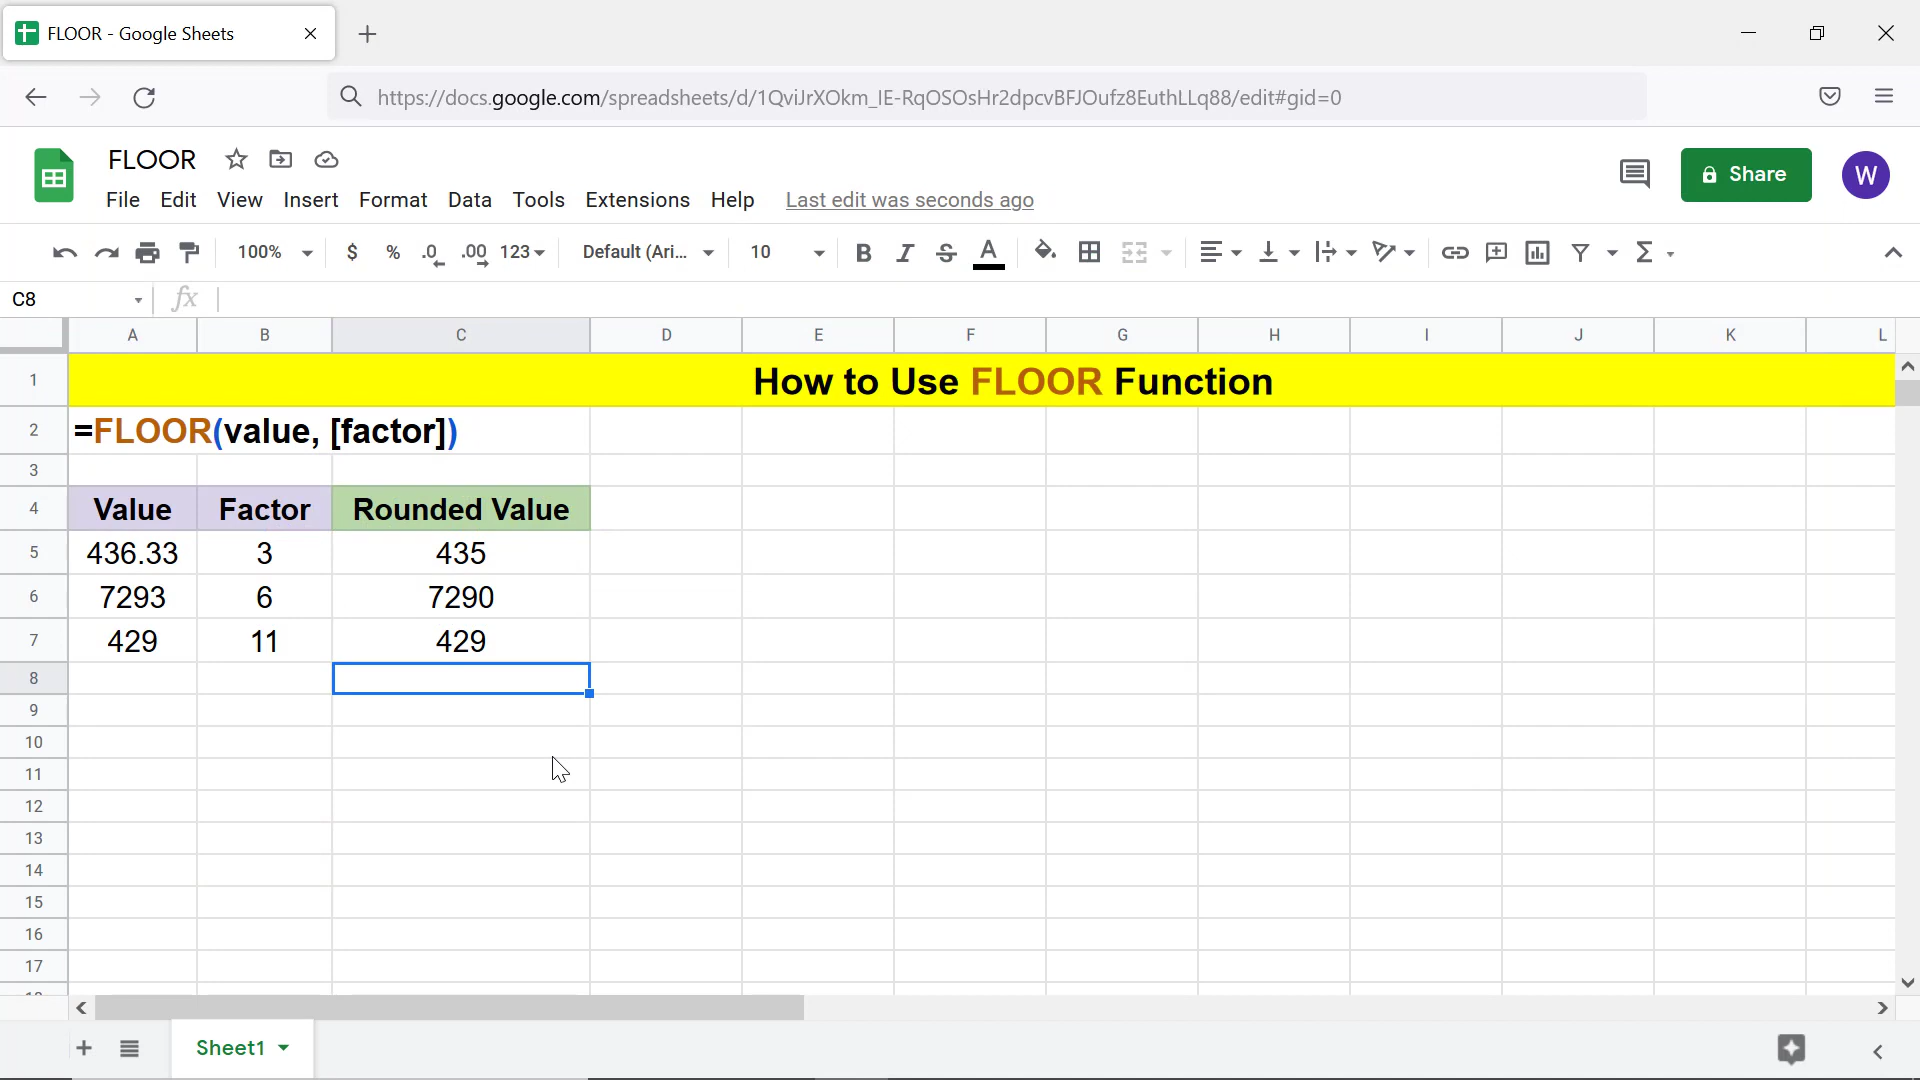 FLOOR - Google Sheets
https://docs.google.com/spreadsheets/d/1QviJrXOkm_IE-RqOSOsHr2dpcvBFJOufz8EuthLLq88/edit#gid=0
FLOOR
Share
W
File Edit View Insert Format Data Tools Extensions Help Last edit was seconds ago
100% $ % .0 .00 123 Default (Ari... 10 B I S A
C8 fx
A B C D E F G H I J K L
1 How to Use FLOOR Function
2 =FLOOR(value, [factor])
3
4 Value Factor Rounded Value
5 436.33 3 435
6 7293 6 7290
7 429 11 429
8
9
10
11
12
13
14
15
16
17
Sheet1